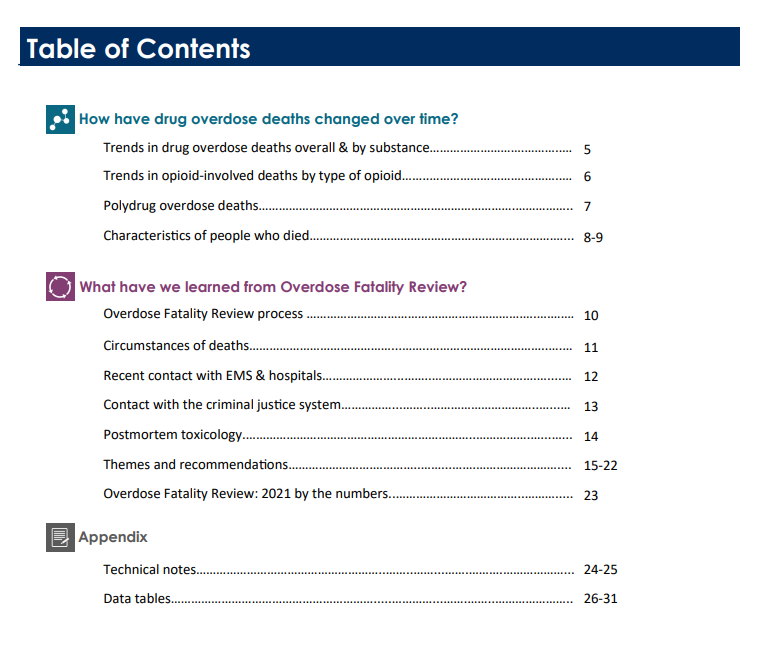 Table of Contents
How have drug overdose deaths changed over time?
Trends in drug overdose deaths overall & by substance................................. 5
Trends in opioid-involved deaths by type of opioid........................................ 6
Polydrug overdose deaths.............................................................................. 7
Characteristics of people who died................................................................ 8-9
What have we learned from Overdose Fatality Review?
Overdose Fatality Review process ................................................................. 10
Circumstances of deaths................................................................................ 11
Recent contact with EMS & hospitals............................................................. 12
Contact with the criminal justice system........................................................ 13
Postmortem toxicology.................................................................................. 14
Themes and recommendations...................................................................... 15-22
Overdose Fatality Review: 2021 by the numbers............................................ 23
Appendix
Technical notes.............................................................................................. 24-25
Data tables..................................................................................................... 26-31